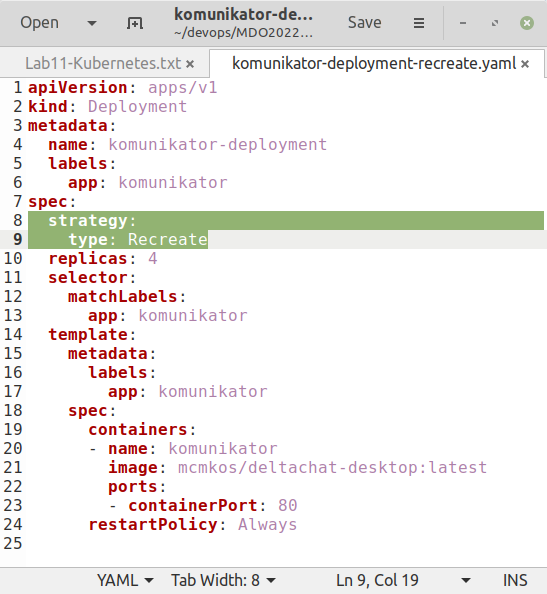 Open
komunikator-de...
~/devops/MDO2022...
Save
Lab11-Kubernetes.txt
komunikator-deployment-recreate.yaml
1 apiVersion: apps/v1
2 kind: Deployment
3 metadata:
4   name: komunikator-deployment
5   labels:
6     app: komunikator
7 spec:
8   strategy:
9     type: Recreate
10   replicas: 4
11   selector:
12     matchLabels:
13       app: komunikator
14   template:
15     metadata:
16       labels:
17         app: komunikator
18     spec:
19       containers:
20       - name: komunikator
21         image: mcmkos/deltachat-desktop:latest
22         ports:
23         - containerPort: 80
24       restartPolicy: Always
25
YAML Tab Width: 8 Ln 9, Col 19 INS